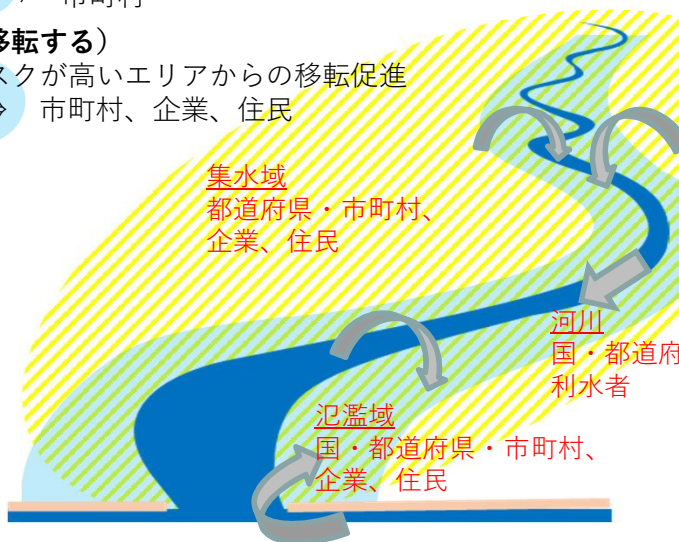 市町村
移転する）
スクが高いエリアからの移転促進
市町村、企業、住民
集水域
都道府県・市町村、
企業、住民
河川
国・都道府
利水者
氾濫域
国・都道府県・市町村、
企業、住民